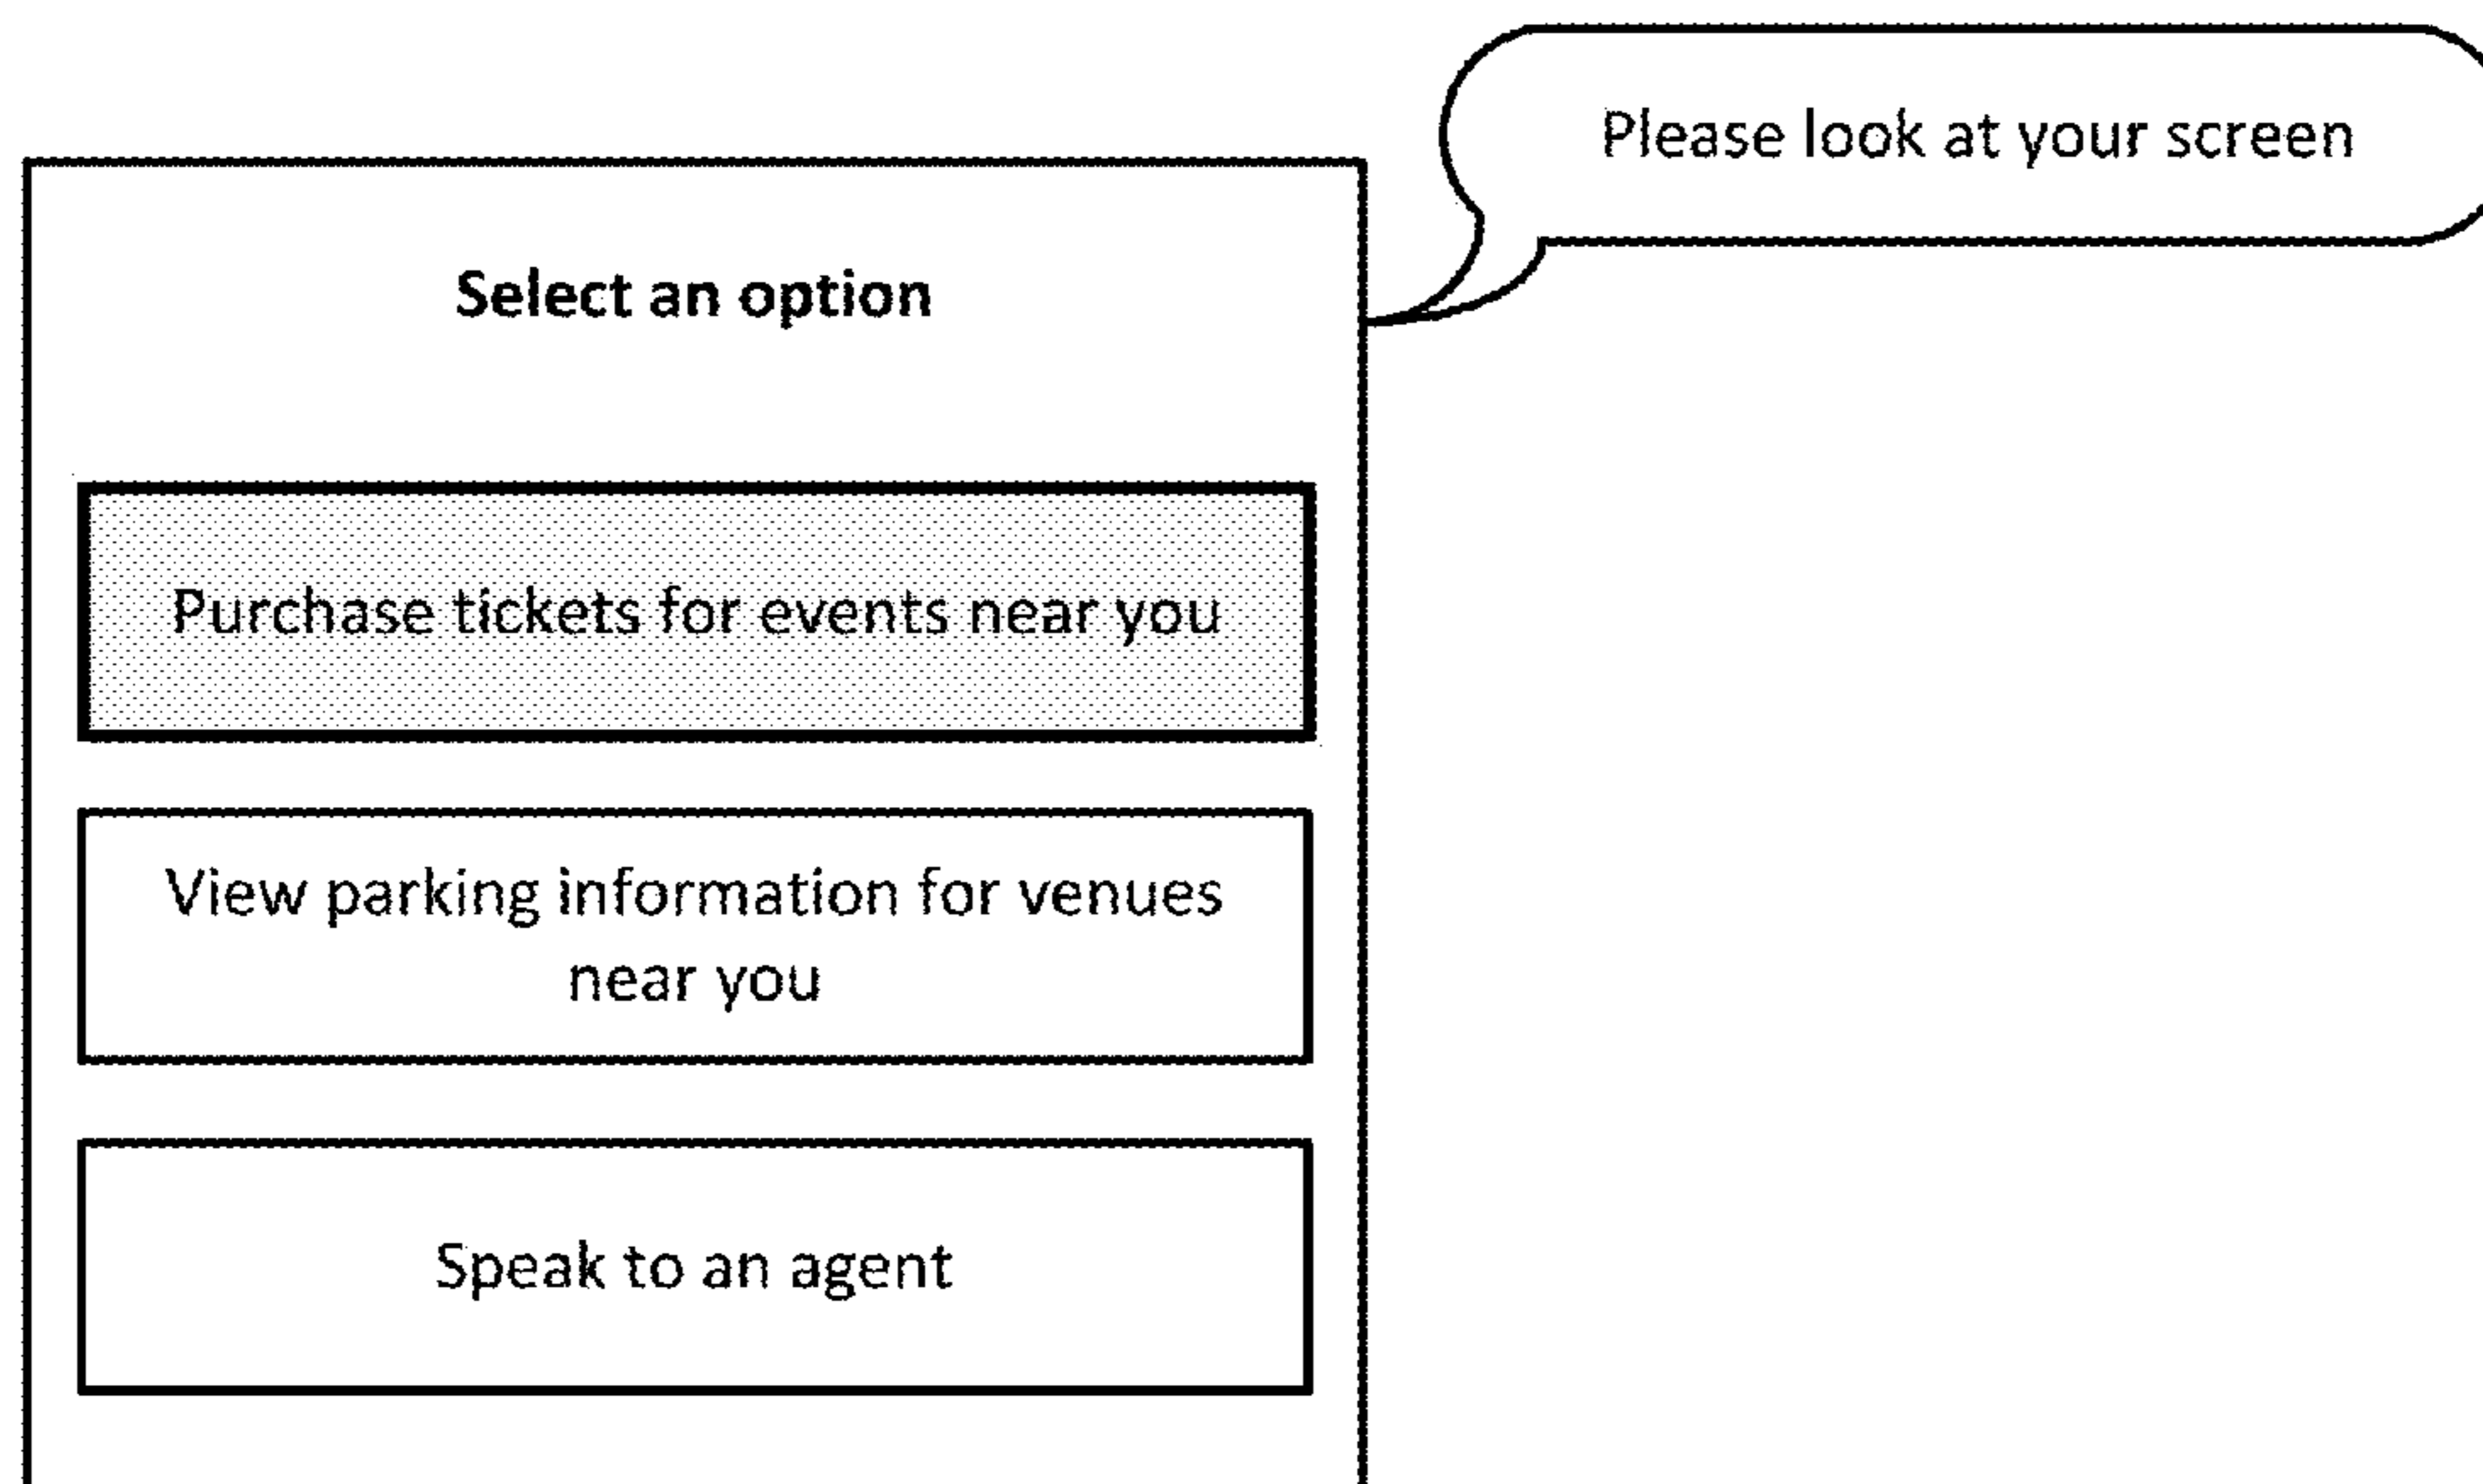 Please look at your screen
Select an option
Purchase tickets for events near you
View parking information for venues
near you
Speak to an agent